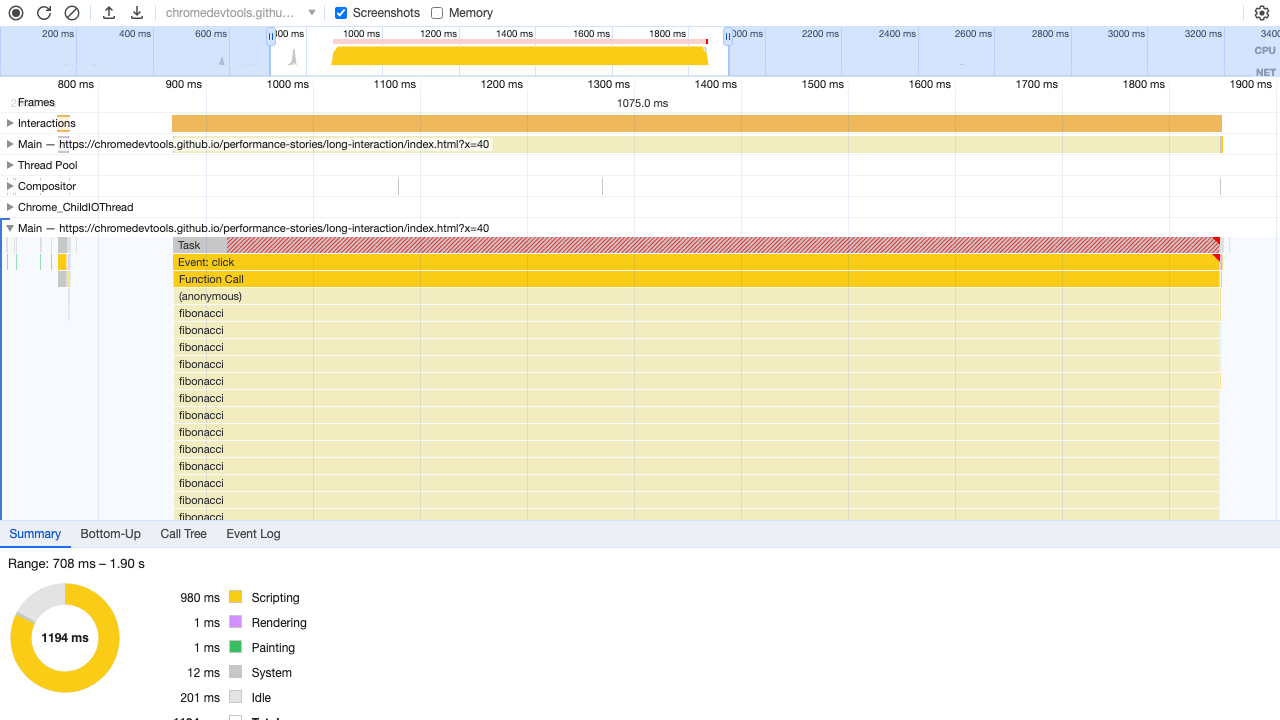 chromedevtools.githu… Screenshots Memory
200 ms 400 ms 600 ms 800 ms 1000 ms 1200 ms 1400 ms 1600 ms 1800 ms 2000 ms 2200 ms 2400 ms 2600 ms 2800 ms 3000 ms 3200 ms 3400
CPU
NET
800 ms 900 ms 1000 ms 1100 ms 1200 ms 1300 ms 1400 ms 1500 ms 1600 ms 1700 ms 1800 ms 1900 ms
Frames 1075.0 ms
Interactions
Main — https://chromedevtools.github.io/performance-stories/long-interaction/index.html?x=40
Thread Pool
Compositor
Chrome_ChildIOThread
Main — https://chromedevtools.github.io/performance-stories/long-interaction/index.html?x=40
Task
Event: click
Function Call
(anonymous)
fibonacci
fibonacci
fibonacci
fibonacci
fibonacci
fibonacci
fibonacci
fibonacci
fibonacci
fibonacci
fibonacci
fibonacci
fibonacci
Summary Bottom-Up Call Tree Event Log
Range: 708 ms – 1.90 s
1194 ms
980 ms Scripting
1 ms Rendering
1 ms Painting
12 ms System
201 ms Idle
1194 ms Total